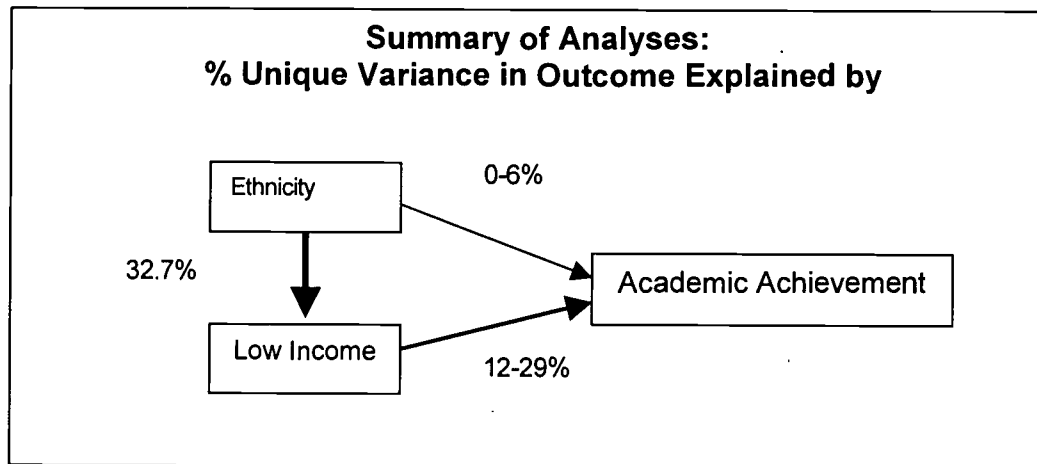 Summary of Analyses:
% Unique Variance in Outcome Explained by
0-6%
Ethnicity
32.7%
Academic Achievement
Low Income
12-29%